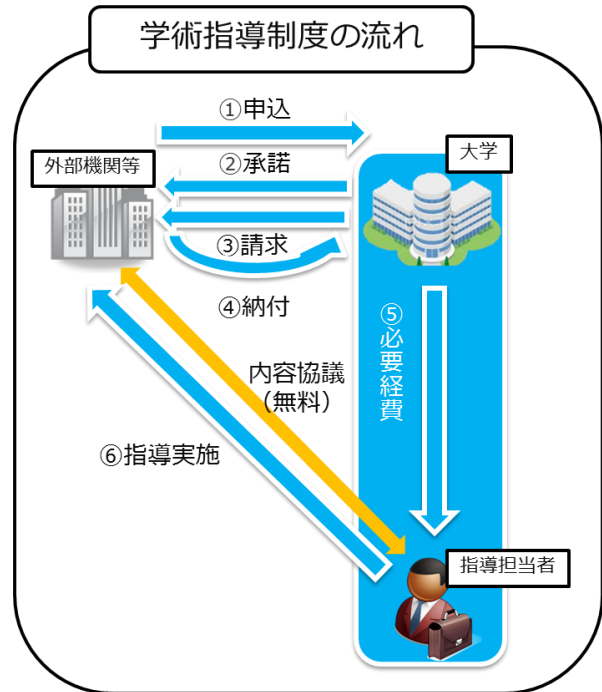 学術指導制度の流れ
①申込
外部機関等
大学
②承諾
③請求
④納付
⑤必要経費
内容協議
（無料）
⑥指導実施
指導担当者